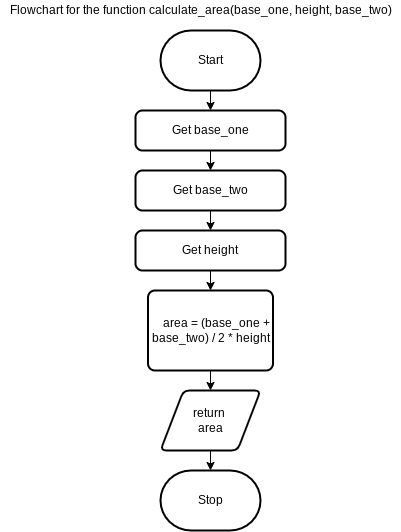 Flowchart for the function calculate_area(base_one, height, base_two)
Start
Get base_one
Get base_two
Get height
area = (base_one +
base_two) / 2 * height
return
area
Stop